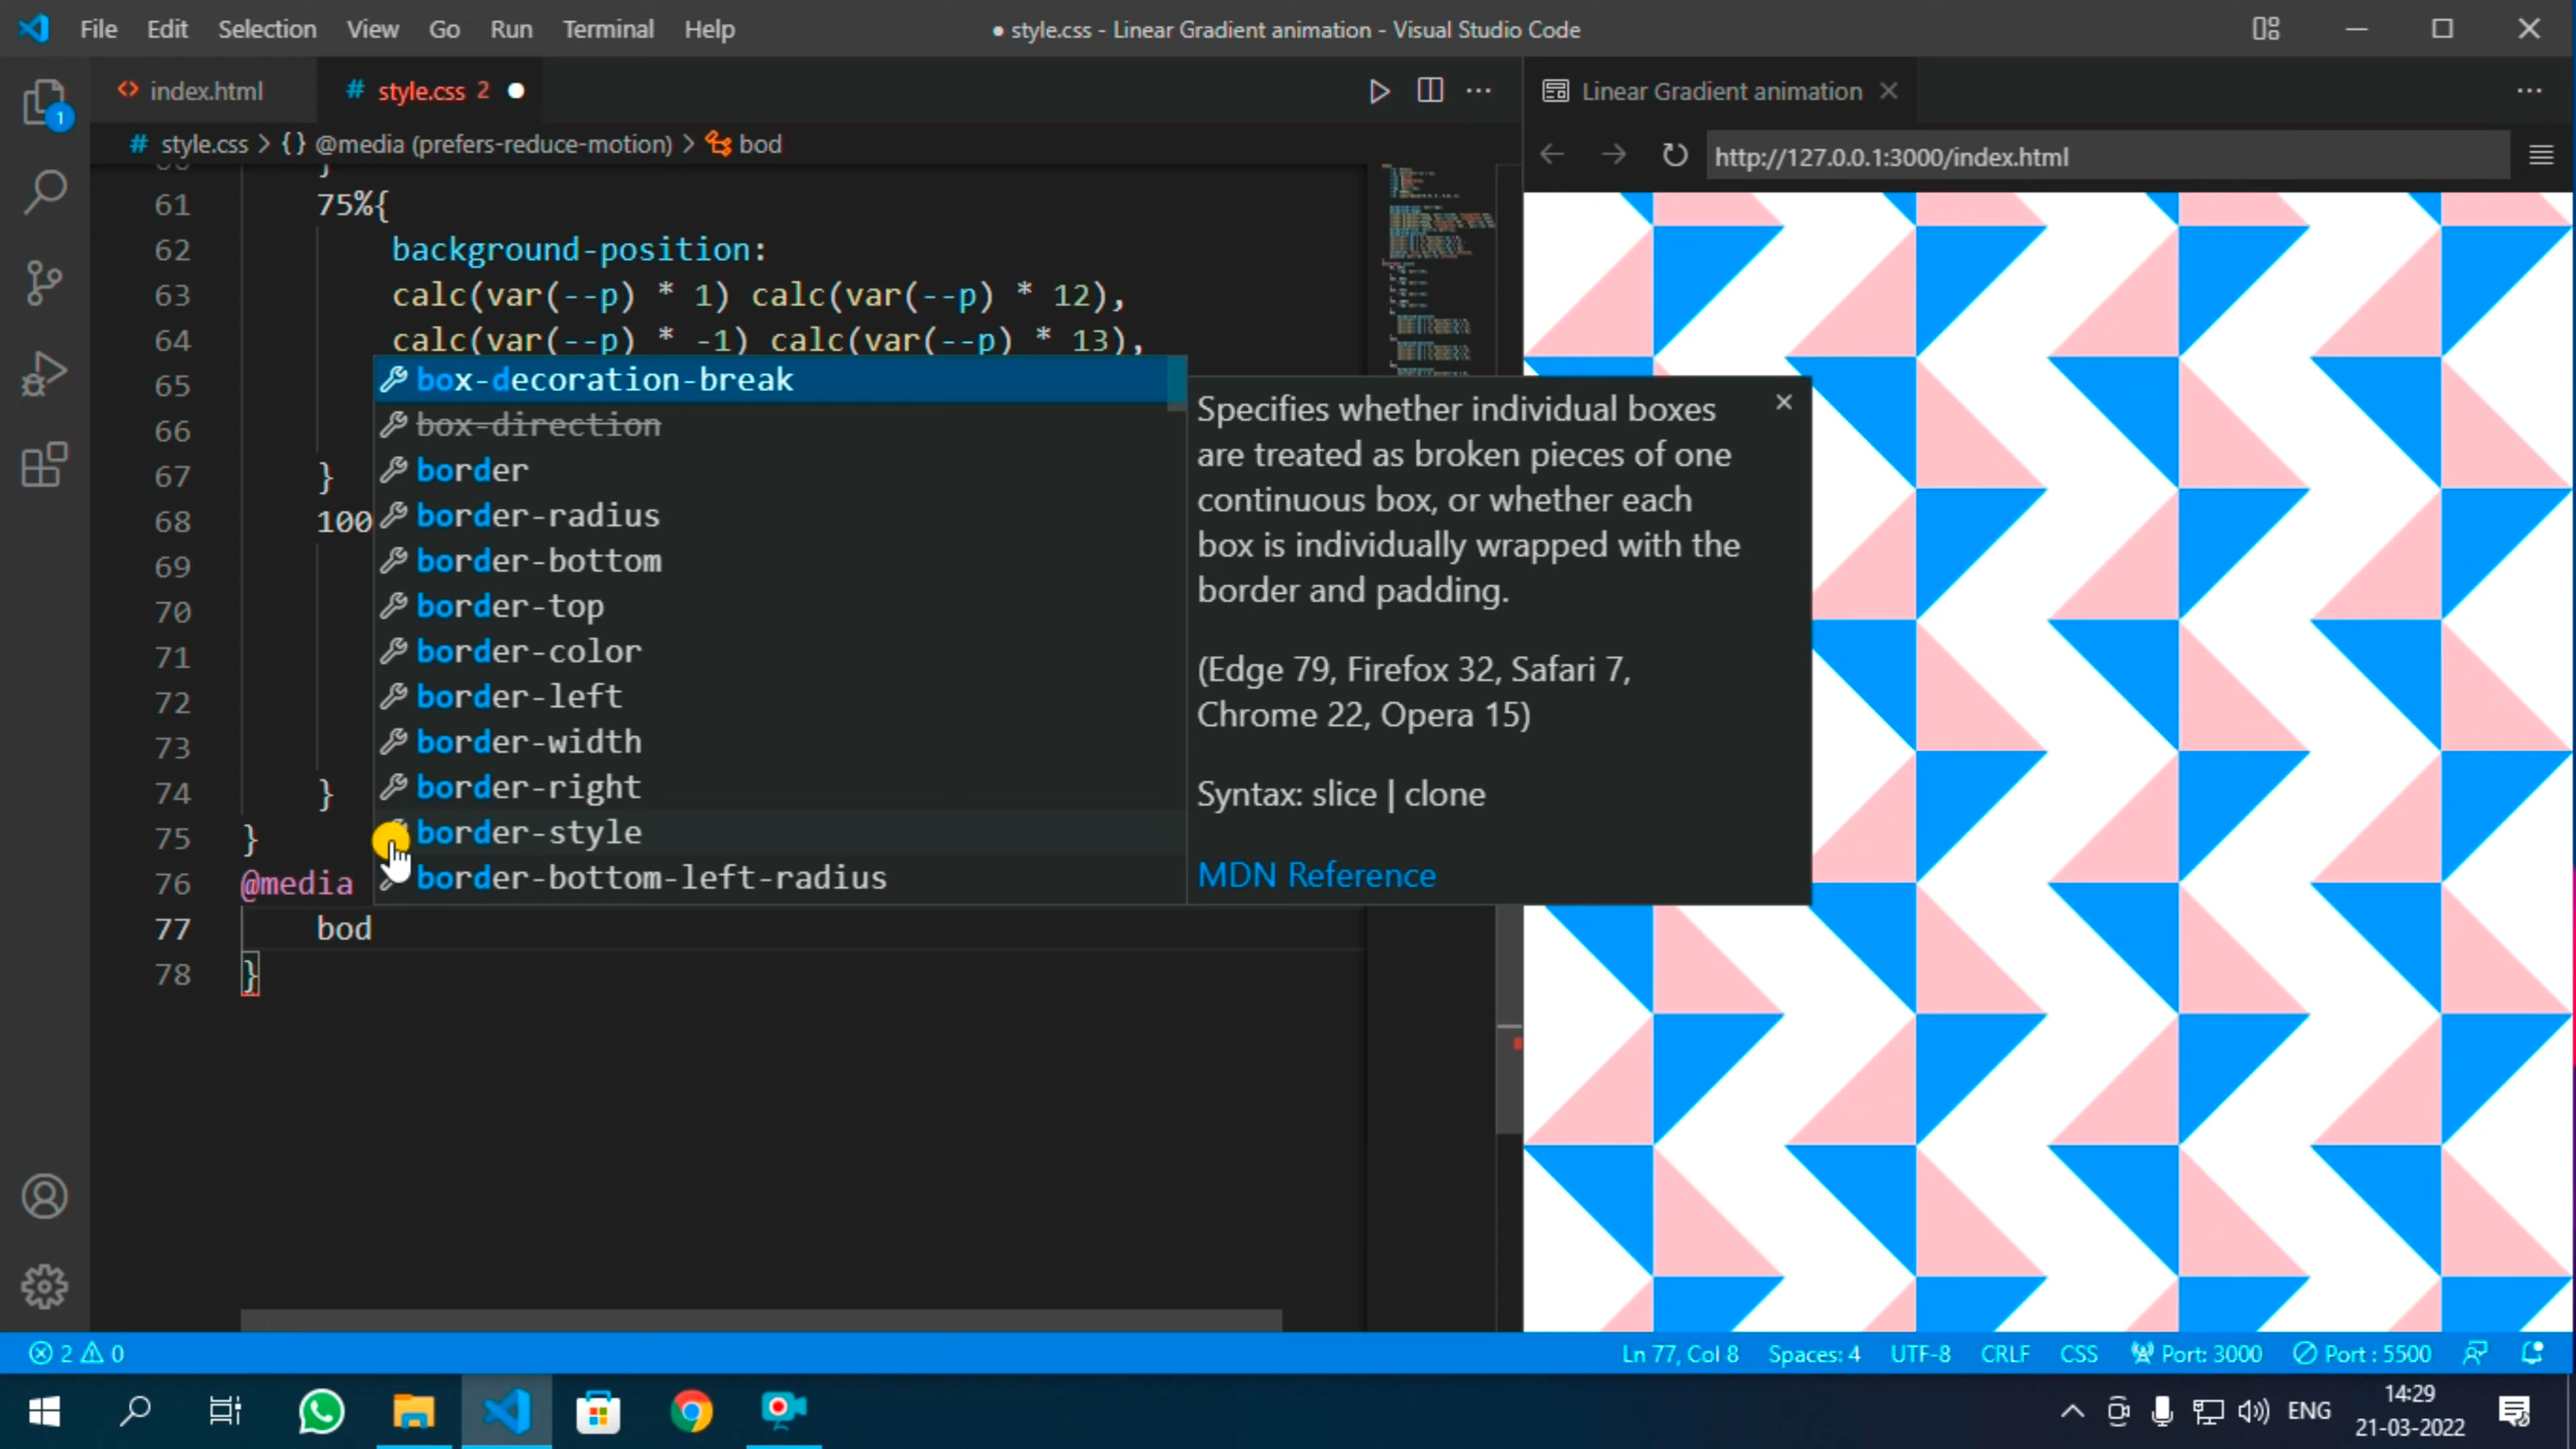 File Edit Selection View Go Run Terminal Help
● style.css - Linear Gradient animation - Visual Studio Code
index.html
# style.css 2 ●
Linear Gradient animation
1
# style.css > {} @media (prefers-reduce-motion) > bod
http://127.0.0.1:3000/index.html
61 75%{
62 background-position:
63 calc(var(--p) * 1) calc(var(--p) * 12),
64 calc(var(--p) * -1) calc(var(--p) * 13),
65
66
67 }
68 100
69
70
71
72
73
74 }
75 }
76 @media
77 bod
78 }
box-decoration-break
box-direction
border
border-radius
border-bottom
border-top
border-color
border-left
border-width
border-right
border-style
border-bottom-left-radius
Specifies whether individual boxes
are treated as broken pieces of one
continuous box, or whether each
box is individually wrapped with the
border and padding.
(Edge 79, Firefox 32, Safari 7,
Chrome 22, Opera 15)
Syntax: slice | clone
MDN Reference
2 0
Ln 77, Col 8 Spaces: 4 UTF-8 CRLF CSS Port: 3000 Port : 5500
ENG
14:29
21-03-2022